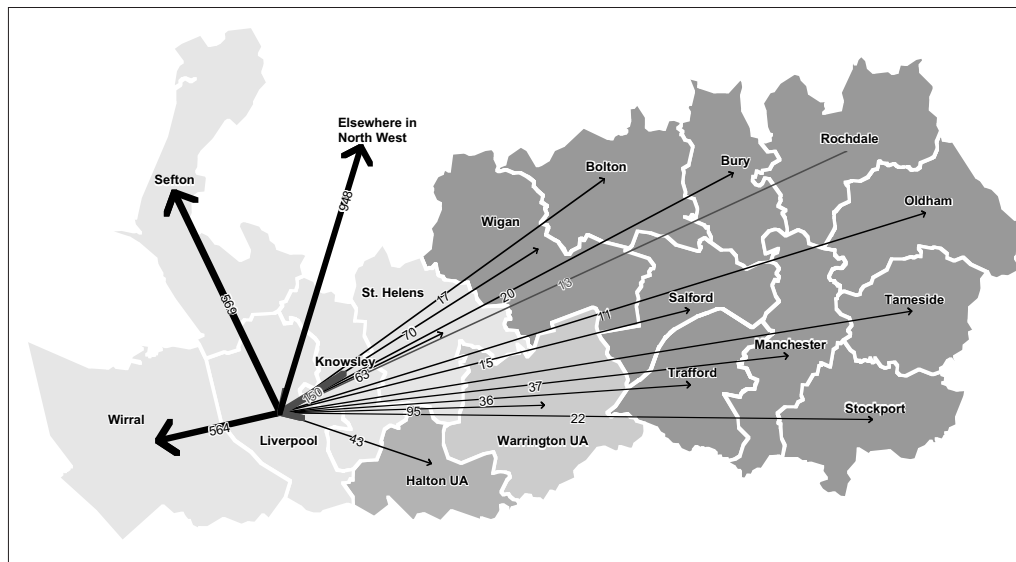 Elsewhere in
North West
Rochdale
Bolton
Bury
Sefton
948
Oldham
Wigan
St. Helens
13
20
17
Salford
Tameside
569
11
70
Manchester
Knowsley
15
63
Trafford
37
150
36
95
Stockport
Wirral
22
564
Liverpool
43
Warrington UA
Halton UA